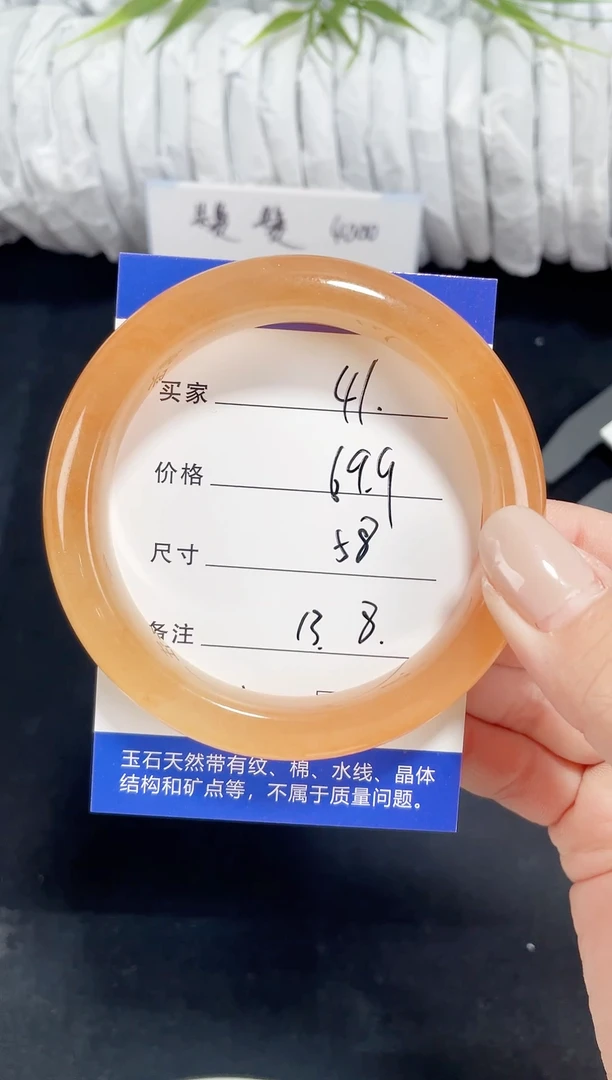 买家 41.
价格 69.9
尺寸 58
备注 13. 8.
玉石天然带有纹、棉、水线、晶体
结构和矿点等，不属于质量问题。